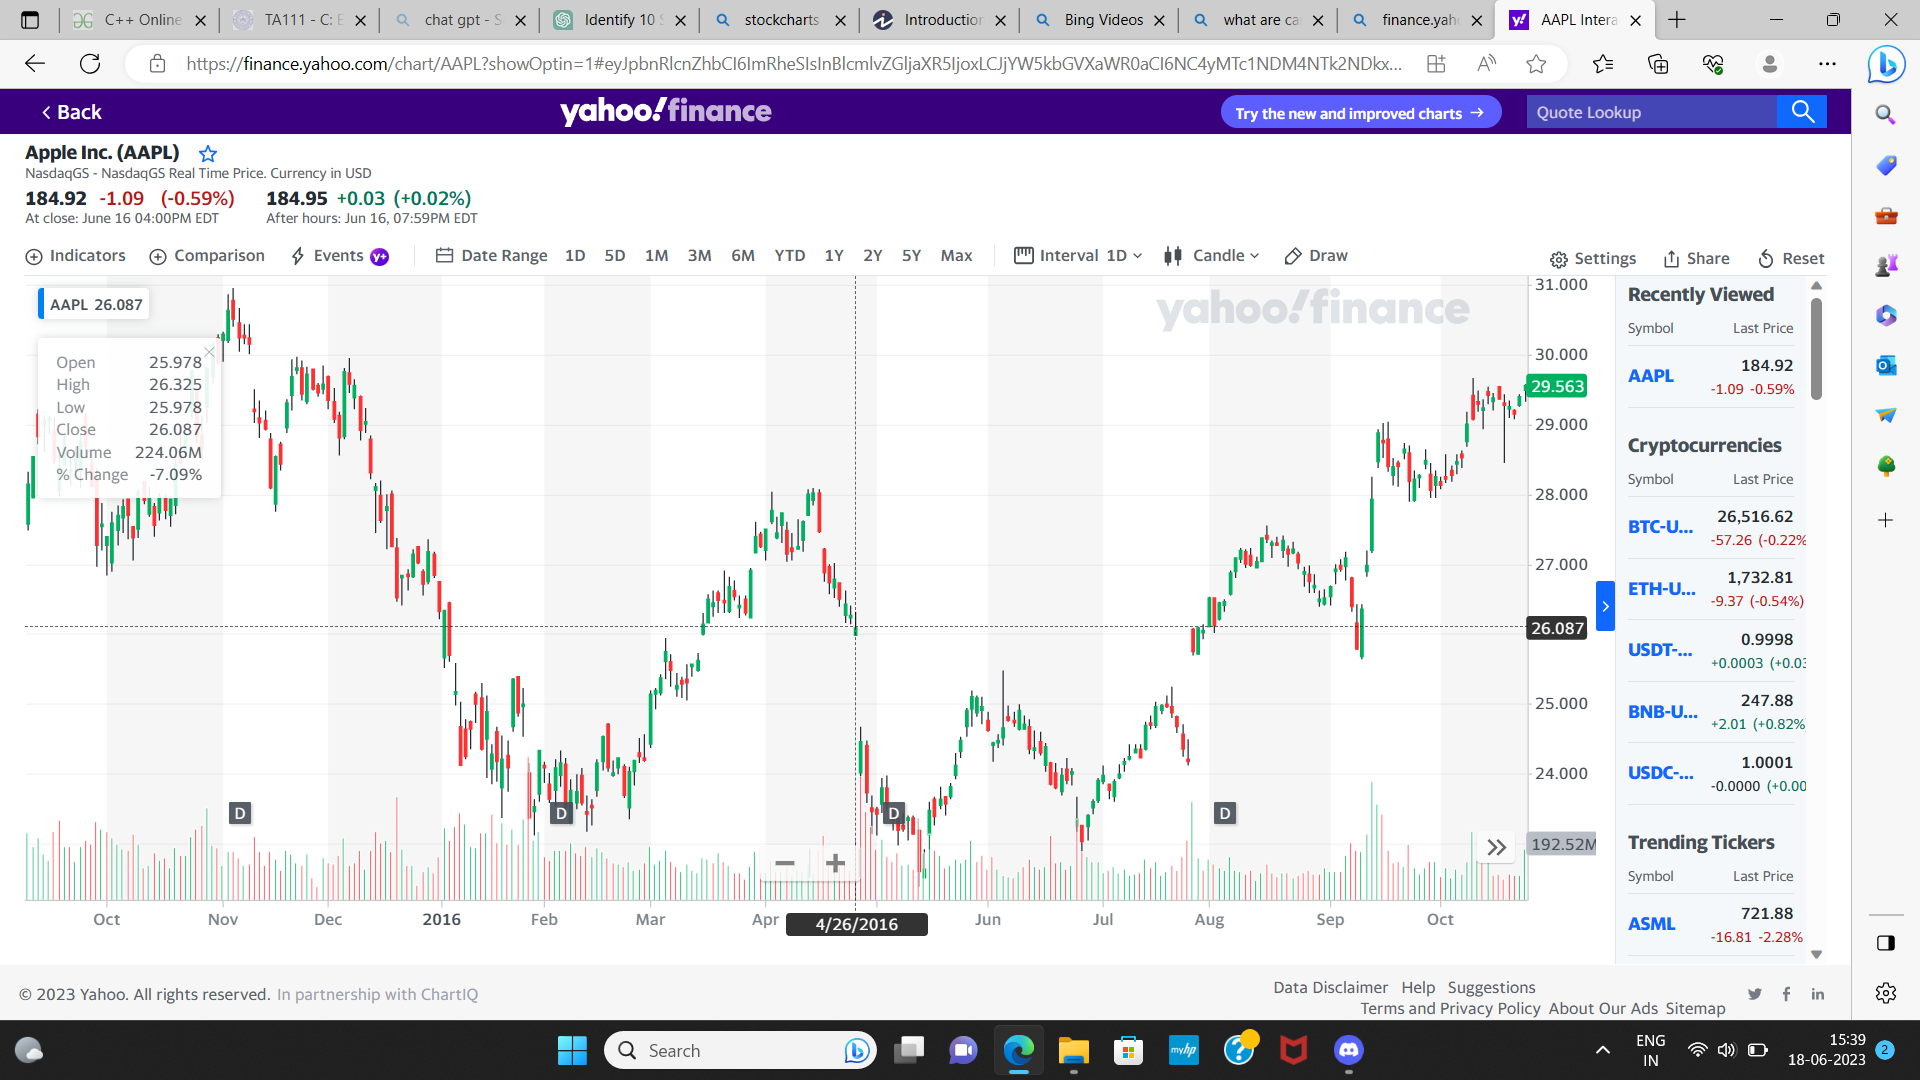 C++ Online
TA111 - C: E
chat gpt - S
Identify 10 S
stockcharts
Introduction
Bing Videos
what are ca
finance.yah
AAPL Intera
https://finance.yahoo.com/chart/AAPL?showOptin=1#eyJpbnRlcnZhbCI6ImRheSIsInBlcmlvZGljaXR5IjoxLCJjYW5kbGVXaWR0aCI6NC4yMTc1NDM4NTk2NDkx...
Back
yahoo!finance
Try the new and improved charts →
Quote Lookup
Apple Inc. (AAPL)
NasdaqGS - NasdaqGS Real Time Price. Currency in USD
184.92 -1.09 (-0.59%)
184.95 +0.03 (+0.02%)
At close: June 16 04:00PM EDT
After hours: Jun 16, 07:59PM EDT
Indicators
Comparison
Events y+
Date Range 1D 5D 1M 3M 6M YTD 1Y 2Y 5Y Max
Interval 1D
Candle
Draw
Settings
Share
Reset
AAPL 26.087
Open 25.978
High 26.325
Low 25.978
Close 26.087
Volume 224.06M
% Change -7.09%
yahoo!finance
31.000
30.000
29.563
29.000
28.000
27.000
26.087
25.000
24.000
192.52M
D D D D
Oct Nov Dec 2016 Feb Mar Apr 4/26/2016 Jun Jul Aug Sep Oct
Recently Viewed
Symbol Last Price
AAPL 184.92
-1.09 -0.59%
Cryptocurrencies
Symbol Last Price
BTC-U... 26,516.62
-57.26 (-0.22%
ETH-U... 1,732.81
-9.37 (-0.54%)
USDT-... 0.9998
+0.0003 (+0.03
BNB-U... 247.88
+2.01 (+0.82%
USDC-... 1.0001
-0.0000 (+0.00
Trending Tickers
Symbol Last Price
ASML 721.88
-16.81 -2.28%
© 2023 Yahoo. All rights reserved. In partnership with ChartIQ
Data Disclaimer Help Suggestions
Terms and Privacy Policy About Our Ads Sitemap
Search
myhp
ENG
IN
15:39
18-06-2023
2